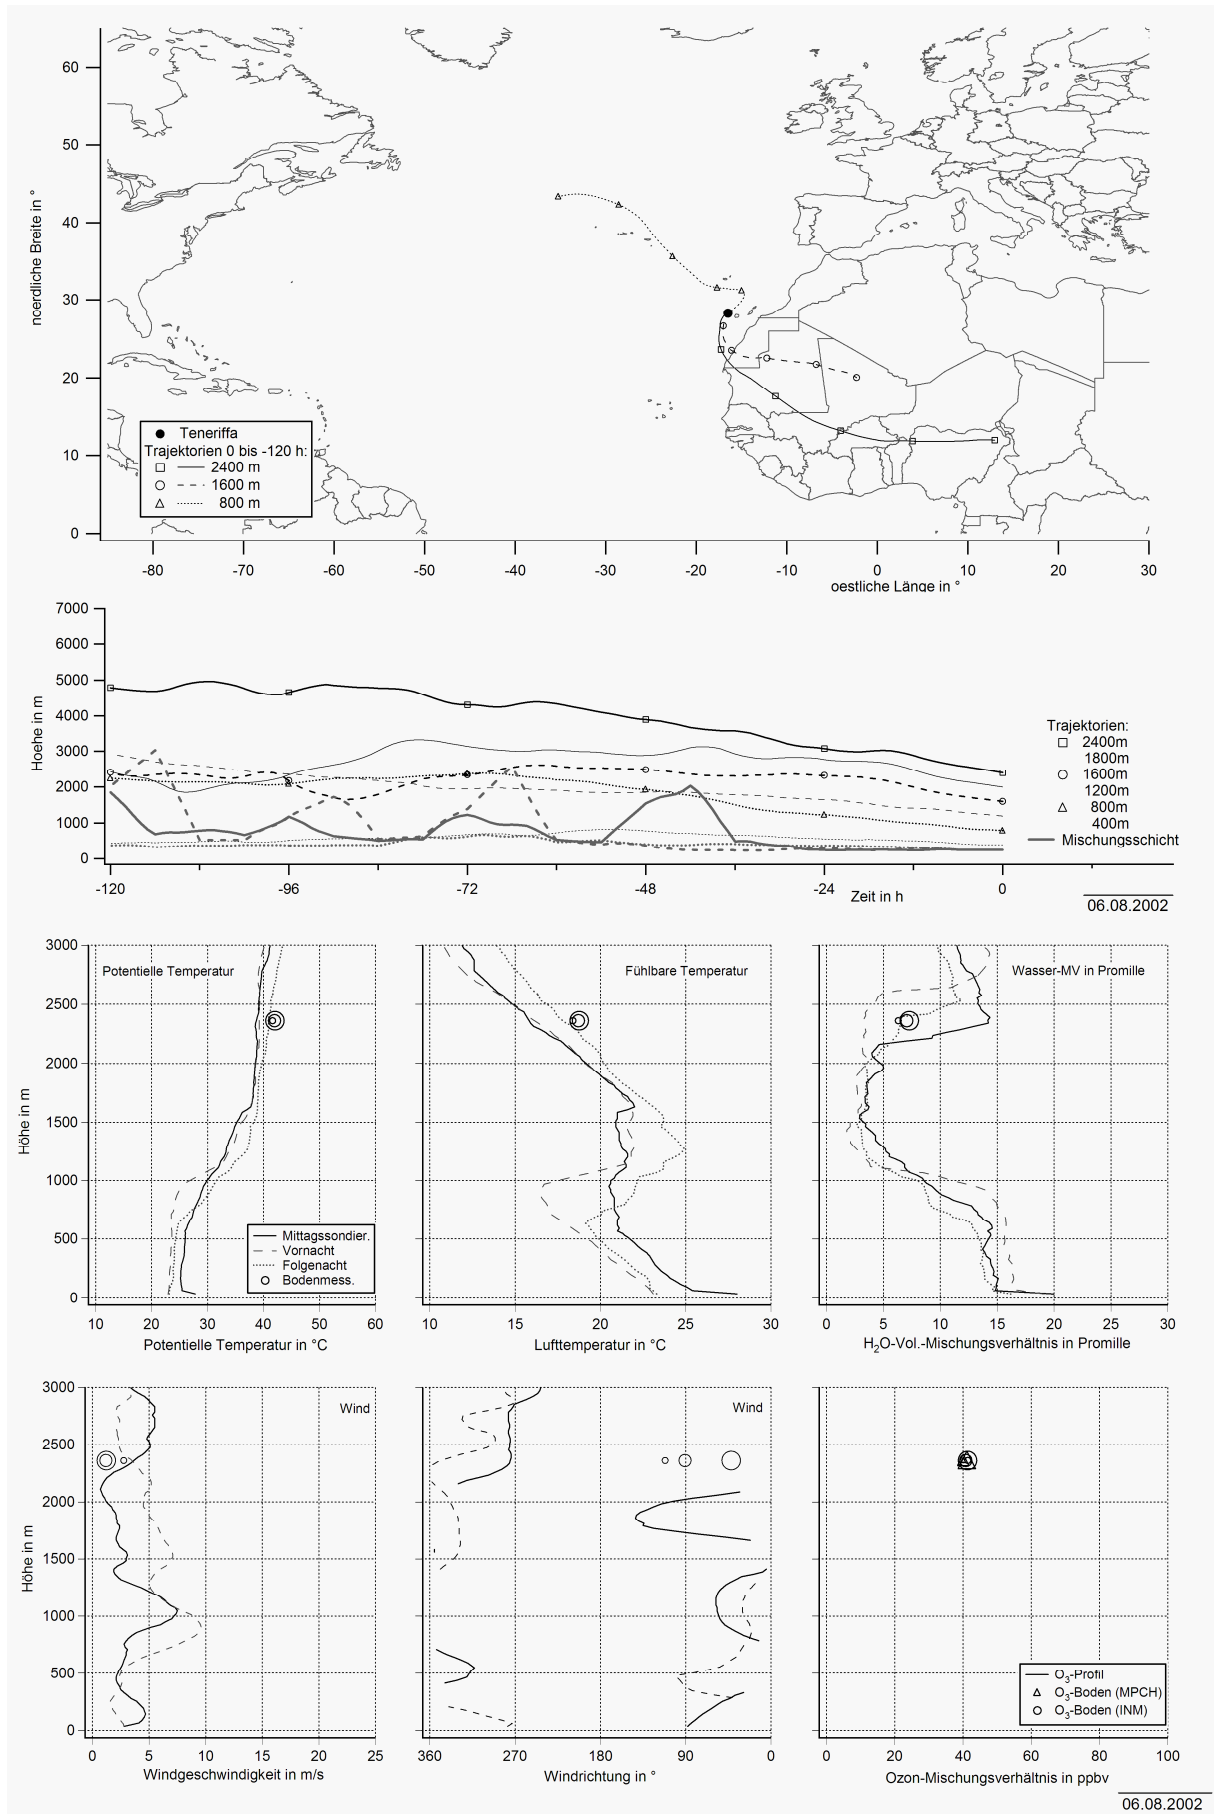 60
50
40
30
20
10
0
noerdliche Breite in °
Teneriffa
Trajektorien 0 bis -120 h:
2400 m
1600 m
800 m
-80 -70 -60 -50 -40 -30 -20 -10 0 10 20 30
oestliche Länge in °
7000
6000
5000
4000
3000
2000
1000
0
Hoehe in m
Trajektorien:
2400m
1800m
1600m
1200m
800m
400m
Mischungsschicht
-120 -96 -72 -48 -24 0
Zeit in h
06.08.2002
3000
2500
2000
1500
1000
500
0
Höhe in m
Potentielle Temperatur
Mittagssondier.
Vornacht
Folgenacht
Bodenmess.
10 20 30 40 50 60
Potentielle Temperatur in °C
Fühlbare Temperatur
10 15 20 25 30
Lufttemperatur in °C
Wasser-MV in Promille
0 5 10 15 20 25 30
H2O-Vol.-Mischungsverhältnis in Promille
3000
2500
2000
1500
1000
500
0
Höhe in m
Wind
0 5 10 15 20 25
Windgeschwindigkeit in m/s
Wind
360 270 180 90 0
Windrichtung in °
O3-Profil
O3-Boden (MPCH)
O3-Boden (INM)
0 20 40 60 80 100
Ozon-Mischungsverhältnis in ppbv
06.08.2002